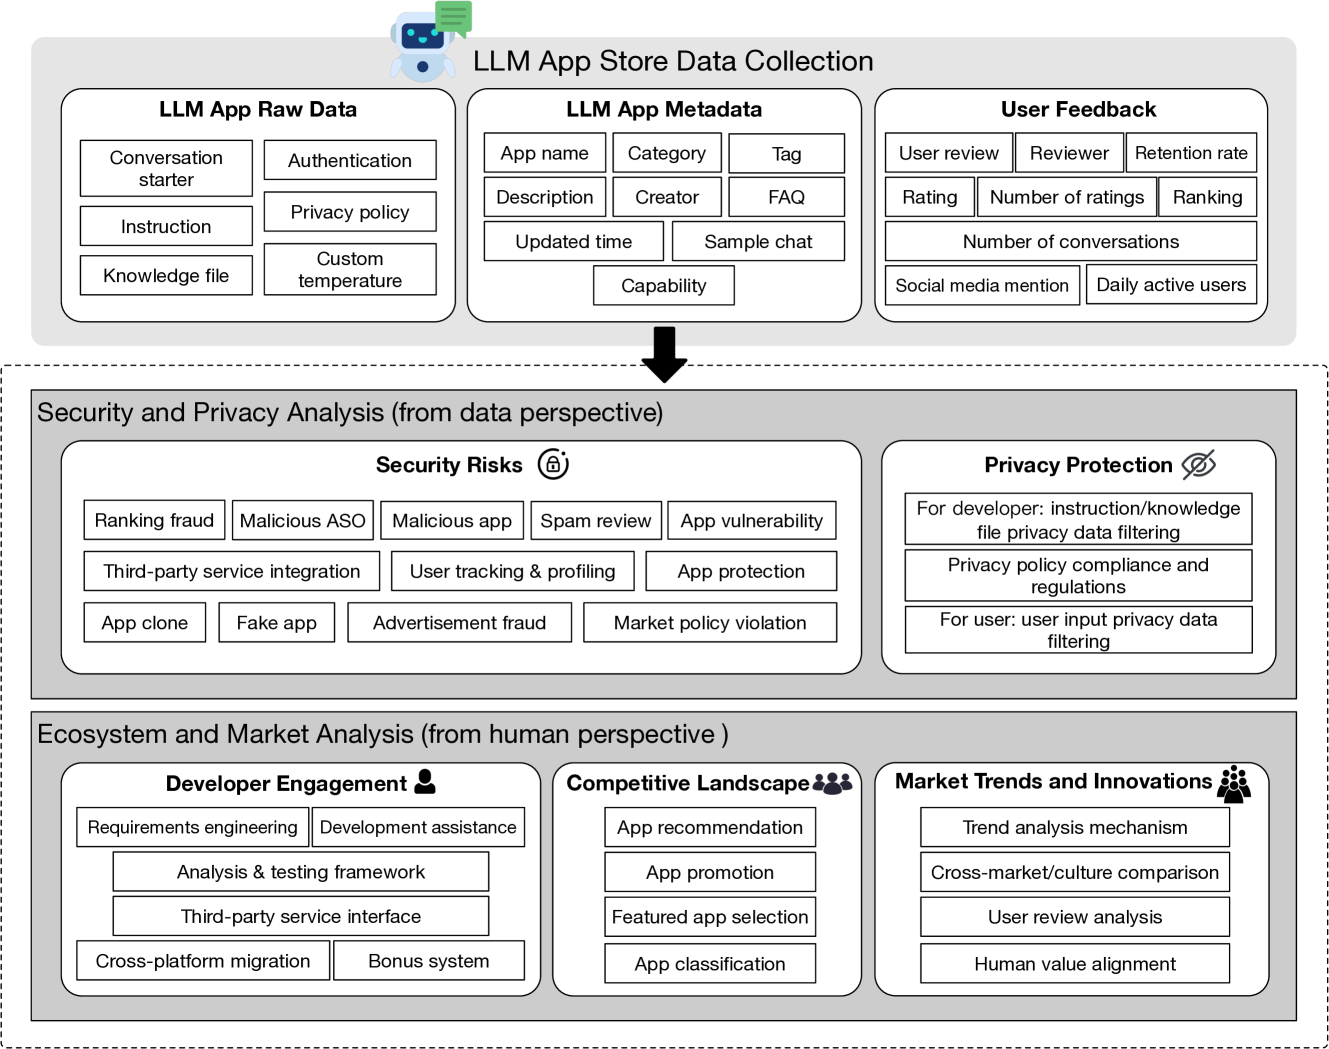 LLM App Store Data Collection
LLM App Raw Data
Conversation
starter
Authentication
Instruction
Privacy policy
Knowledge file
Custom
temperature
LLM App Metadata
App name
Category
Tag
Description
Creator
FAQ
Updated time
Sample chat
Capability
User Feedback
User review
Reviewer
Retention rate
Rating
Number of ratings
Ranking
Number of conversations
Social media mention
Daily active users
Security and Privacy Analysis (from data perspective)
Security Risks
Ranking fraud
Malicious ASO
Malicious app
Spam review
App vulnerability
Third-party service integration
User tracking & profiling
App protection
App clone
Fake app
Advertisement fraud
Market policy violation
Privacy Protection
For developer: instruction/knowledge
file privacy data filtering
Privacy policy compliance and
regulations
For user: user input privacy data
filtering
Ecosystem and Market Analysis (from human perspective )
Developer Engagement
Requirements engineering
Development assistance
Analysis & testing framework
Third-party service interface
Cross-platform migration
Bonus system
Competitive Landscape
App recommendation
App promotion
Featured app selection
App classification
Market Trends and Innovations
Trend analysis mechanism
Cross-market/culture comparison
User review analysis
Human value alignment